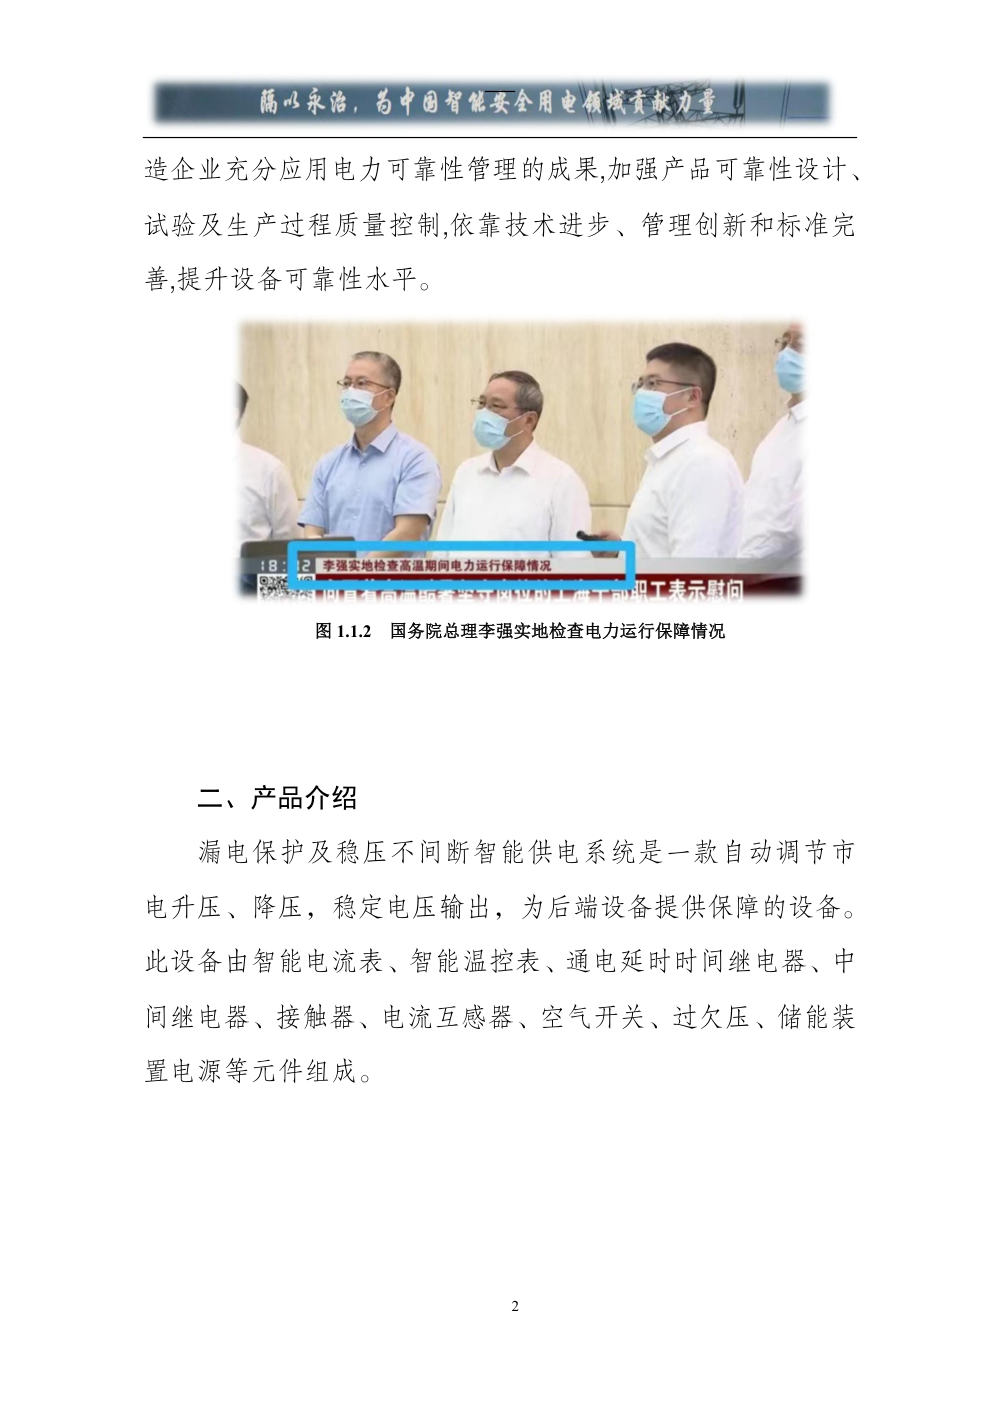 隔以永治，为中国智能安全用电领域贡献力量
造企业充分应用电力可靠性管理的成果,加强产品可靠性设计、
试验及生产过程质量控制,依靠技术进步、管理创新和标准完
善,提升设备可靠性水平。
李强实地检查高温期间电力运行保障情况
职工表示慰问
图 1.1.2 国务院总理李强实地检查电力运行保障情况
二、产品介绍
漏电保护及稳压不间断智能供电系统是一款自动调节市
电升压、降压，稳定电压输出，为后端设备提供保障的设备。
此设备由智能电流表、智能温控表、通电延时时间继电器、中
间继电器、接触器、电流互感器、空气开关、过欠压、储能装
置电源等元件组成。
2